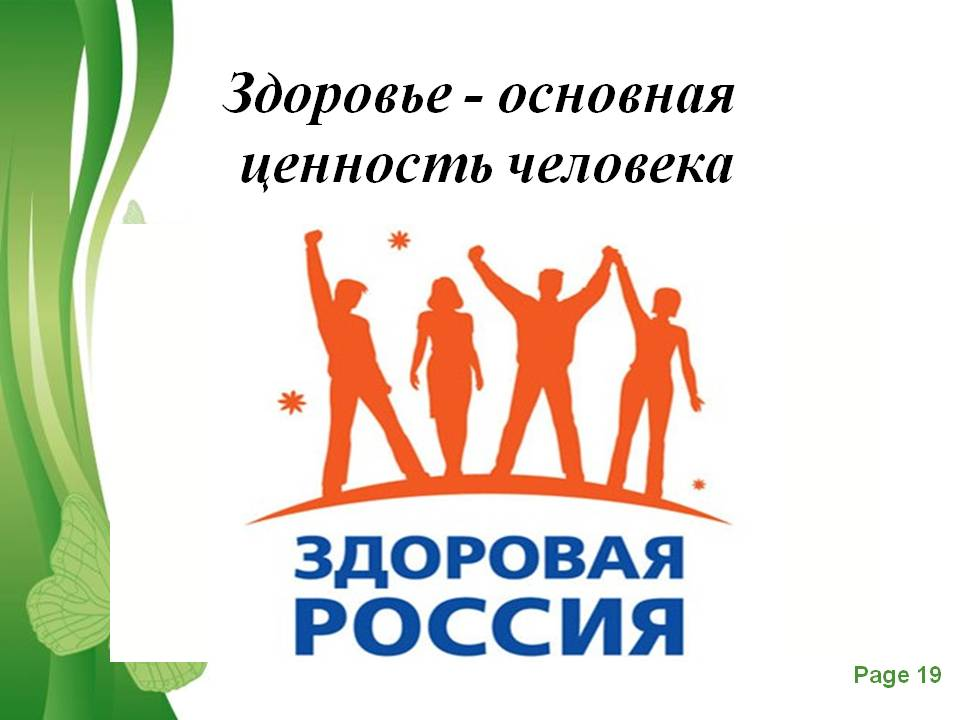 Здоровье - основная
ценность человека
ЗДОРОВАЯ
РОССИЯ
Page 19